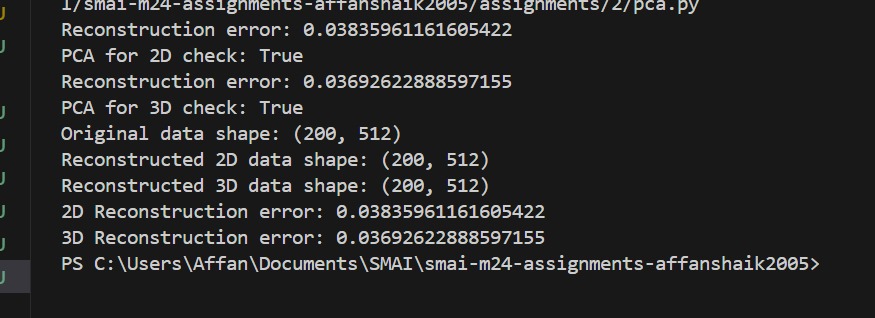 1/smai-m24-assignments-affanshaik2005/assignments/2/pca.py
Reconstruction error: 0.03835961161605422
PCA for 2D check: True
Reconstruction error: 0.03692622888597155
PCA for 3D check: True
Original data shape: (200, 512)
Reconstructed 2D data shape: (200, 512)
Reconstructed 3D data shape: (200, 512)
2D Reconstruction error: 0.03835961161605422
3D Reconstruction error: 0.03692622888597155
PS C:\Users\Affan\Documents\SMAI\smai-m24-assignments-affanshaik2005>